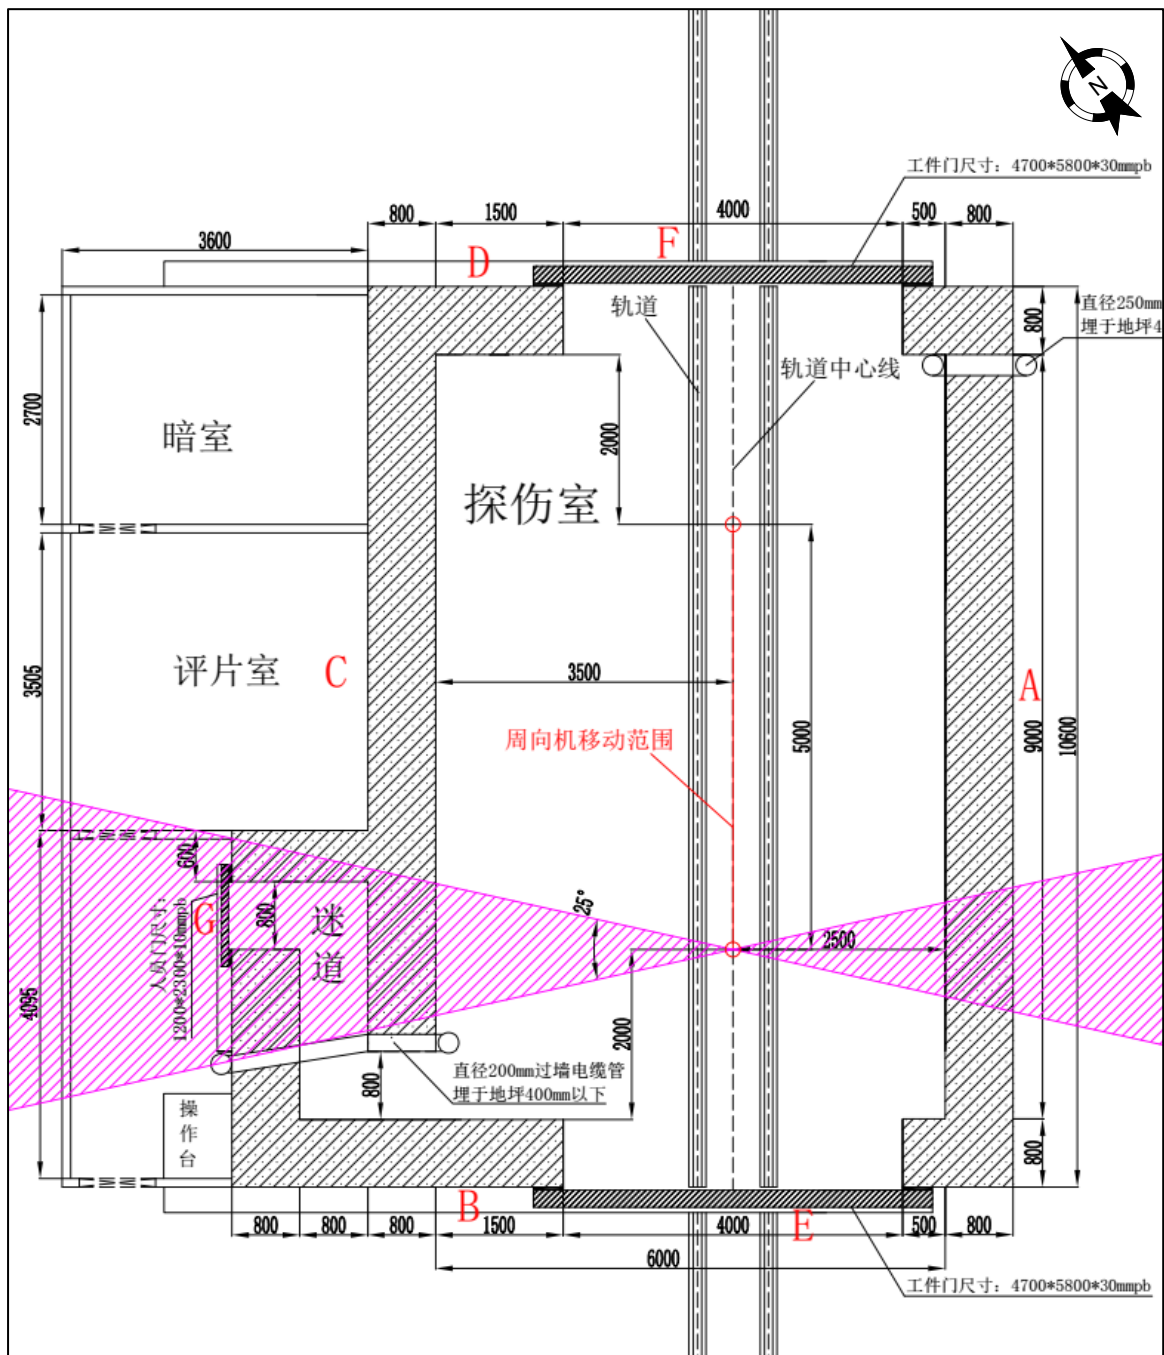 N
工件门尺寸：4700*5800*30mmpb
800
1500
4000
500
800
3600
D
F
轨道
直径250mm
埋于地坪4
800
轨道中心线
2700
暗室
2000
探伤室
评片室
C
3505
3500
5000
A
9000
10600
周向机移动范围
600
G
人员门尺寸：
1200*2300*10mmpb
800
迷
道
25°
2500
4095
2000
直径200mm过墙电缆管
埋于地坪400mm以下
800
操
作
台
800
B
E
800
800
800
1500
4000
500
800
6000
工件门尺寸：4700*5800*30mmpb